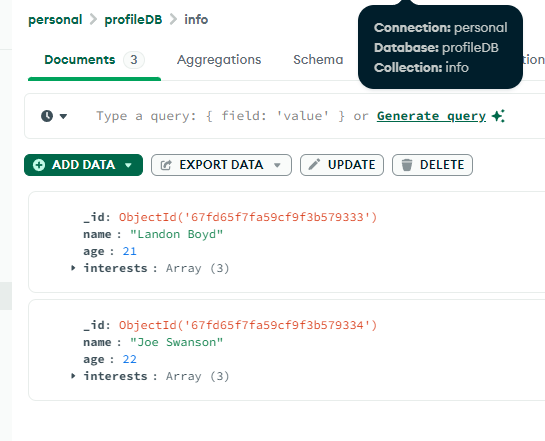 personal > profileDB > info
Connection: personal
Database: profileDB
Collection: info
Documents 3 Aggregations Schema
Type a query: { field: 'value' } or Generate query
ADD DATA EXPORT DATA UPDATE DELETE
_id: ObjectId('67fd65f7fa59cf9f3b579333')
name : "Landon Boyd"
age : 21
interests : Array (3)
_id: ObjectId('67fd65f7fa59cf9f3b579334')
name : "Joe Swanson"
age : 22
interests : Array (3)